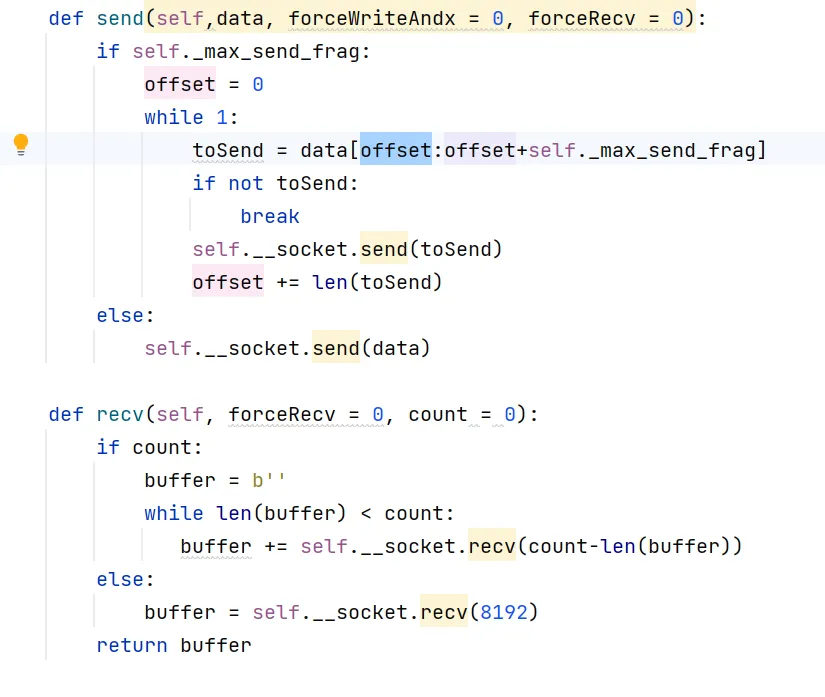 def send(self,data, forceWriteAndx = 0, forceRecv = 0):
    if self._max_send_frag:
        offset = 0
        while 1:
            toSend = data[offset:offset+self._max_send_frag]
            if not toSend:
                break
            self.__socket.send(toSend)
            offset += len(toSend)
    else:
        self.__socket.send(data)

def recv(self, forceRecv = 0, count = 0):
    if count:
        buffer = b''
        while len(buffer) < count:
           buffer += self.__socket.recv(count-len(buffer))
    else:
        buffer = self.__socket.recv(8192)
    return buffer